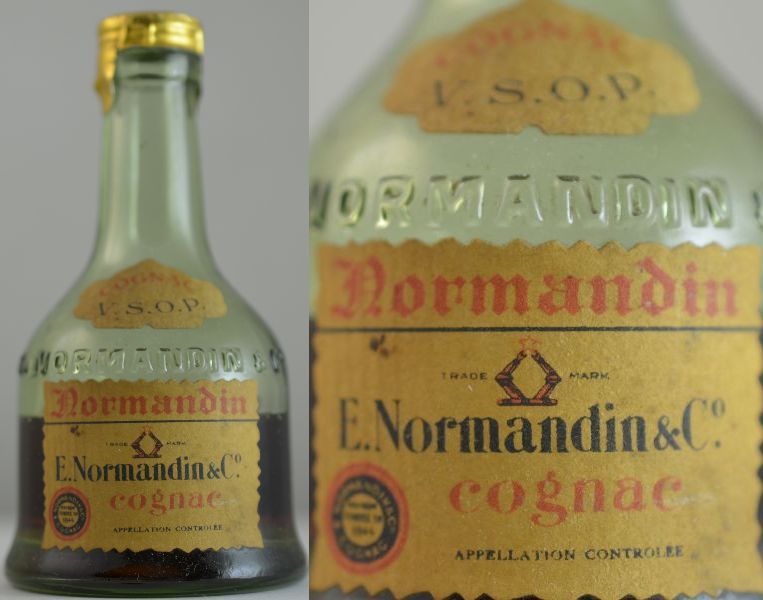 COGNAC
V.S.O.P.
NORMANDIN & Cº
Normandin
TRADE MARK
E.Normandin&Cº
cognac
APPELLATION CONTROLÉE
COGNAC
V.S.O.P.
NORMANDIN
Normandin
TRADE MARK
E.Normandin&Cº
cognac
COGNAC
APPELLATION CONTROLÉE